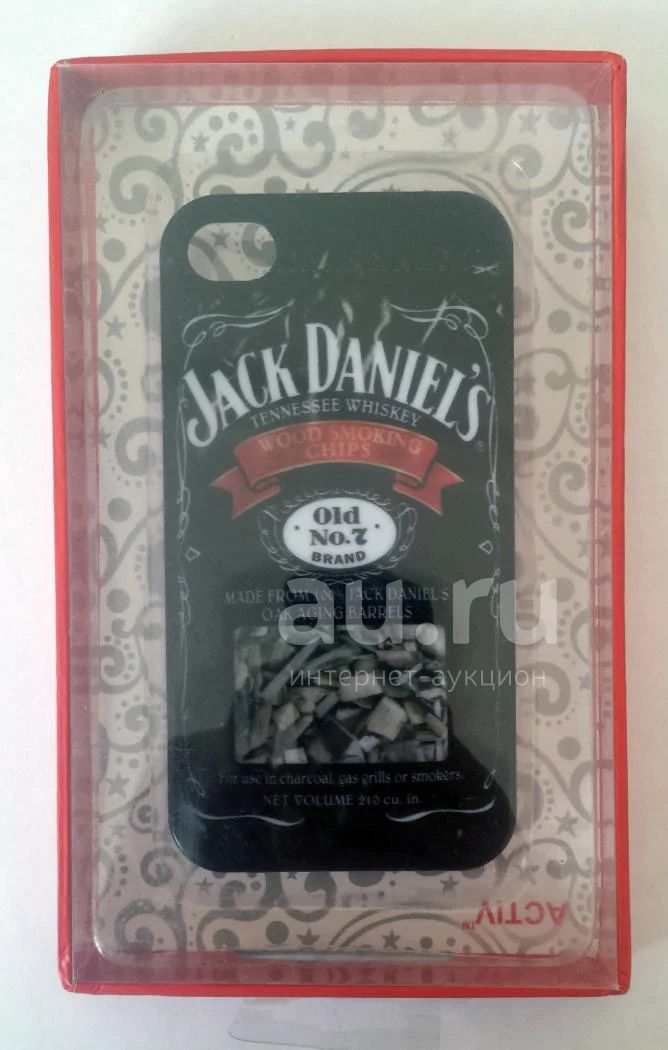 JACK DANIEL'S
TENNESSEE WHISKEY
WOOD SMOKING
CHIPS
Old
No.7
BRAND
MADE FROM JACK DANIEL'S
OAK AGING BARRELS
au.ru
интернет-аукцион
For use in charcoal, gas grills or smokers.
NET VOLUME 210 cu. in.
ACTIV™